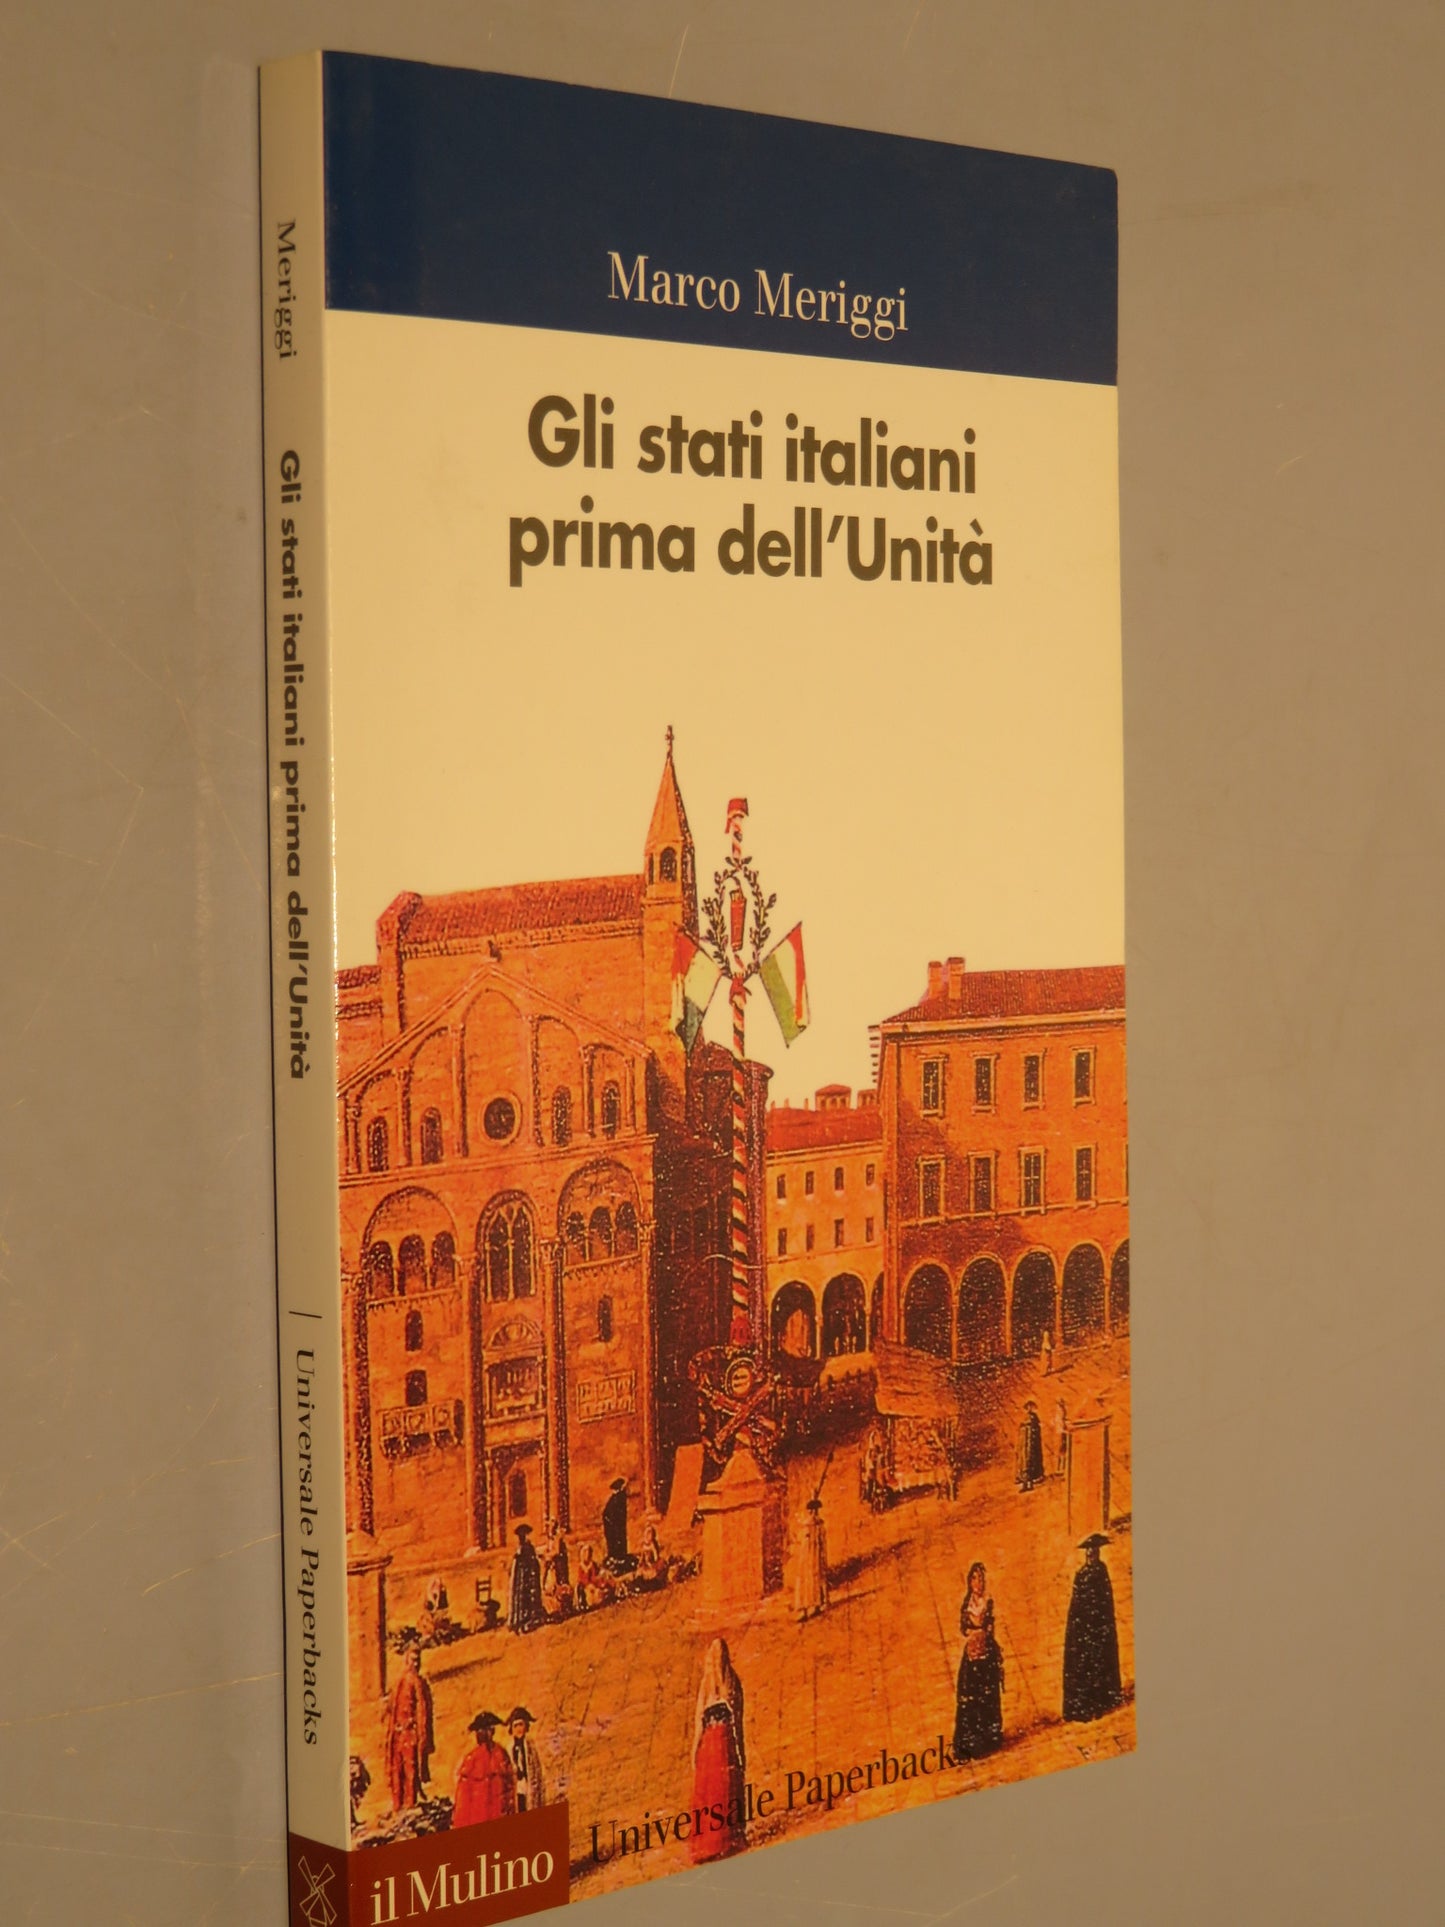 Marco Meriggi
Gli stati italiani
prima dell'Unità
Universale Paperbacks
il Mulino
Meriggi Gli stati italiani prima dell'Unità | Universale Paperbacks